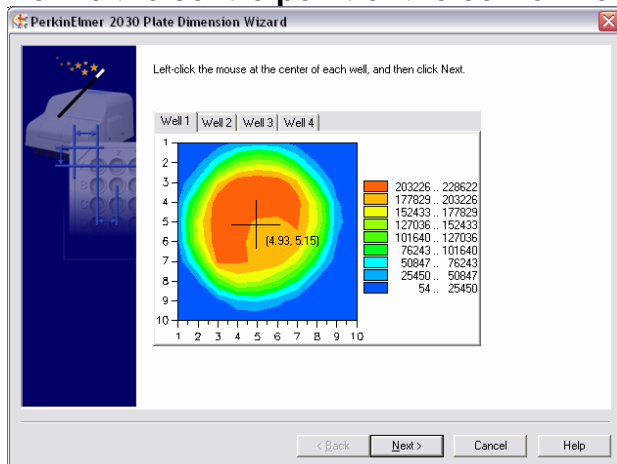 PerkinElmer 2030 Plate Dimension Wizard
Left-click the mouse at the center of each well, and then click Next.
Well 1 Well 2 Well 3 Well 4
1
2
3
4
5
6
7
8
9
10
1 2 3 4 5 6 7 8 9 10
(4.93, 5.15)
203226 .. 228622
177829 .. 203226
152433 .. 177829
127036 .. 152433
101640 .. 127036
76243 .. 101640
50847 .. 76243
25450 .. 50847
54 .. 25450
< Back Next > Cancel Help